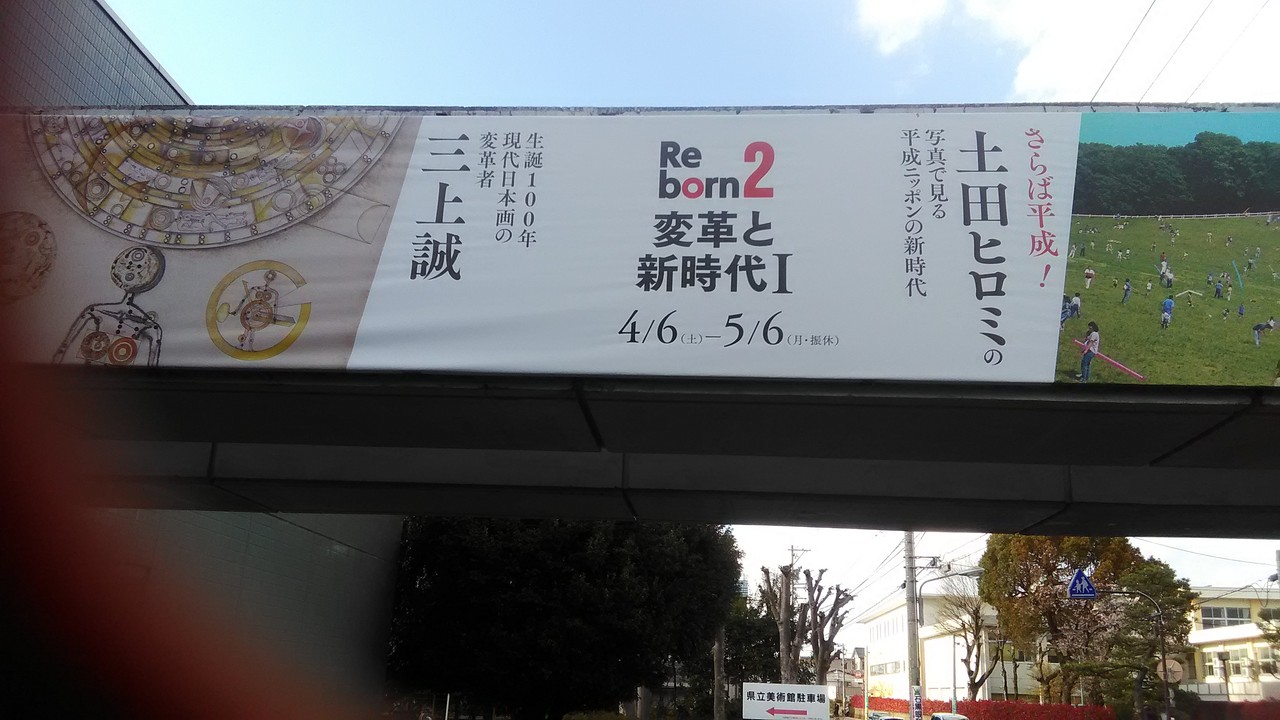 さらば平成！
土田ヒロミの
写真で見る
平成ニッポンの新時代
Re
born2
変革と
新時代I
4/6(土)–5/6(月・振休)
生誕100年
現代日本画の
変革者
三上誠
県立美術館駐車場